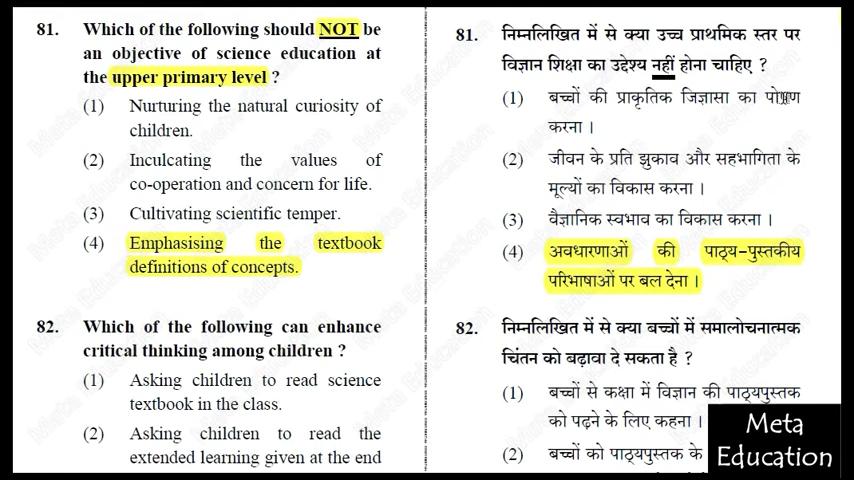 81. Which of the following should NOT be
an objective of science education at
the upper primary level ?
(1) Nurturing the natural curiosity of
children.
(2) Inculcating the values of
co-operation and concern for life.
(3) Cultivating scientific temper.
(4) Emphasising the textbook
definitions of concepts.
82. Which of the following can enhance
critical thinking among children ?
(1) Asking children to read science
textbook in the class.
(2) Asking children to read the
extended learning given at the end
81. निम्नलिखित में से क्या उच्च प्राथमिक स्तर पर
विज्ञान शिक्षा का उद्देश्य नहीं होना चाहिए ?
(1) बच्चों की प्राकृतिक जिज्ञासा का पोषण
करना ।
(2) जीवन के प्रति झुकाव और सहभागिता के
मूल्यों का विकास करना ।
(3) वैज्ञानिक स्वभाव का विकास करना ।
(4) अवधारणाओं की पाठ्य-पुस्तकीय
परिभाषाओं पर बल देना ।
82. निम्नलिखित में से क्या बच्चों में समालोचनात्मक
चिंतन को बढ़ावा दे सकता है ?
(1) बच्चों से कक्षा में विज्ञान की पाठ्यपुस्तक
को पढ़ने के लिए कहना ।
(2) बच्चों को पाठ्यपुस्तक के
Meta
Education